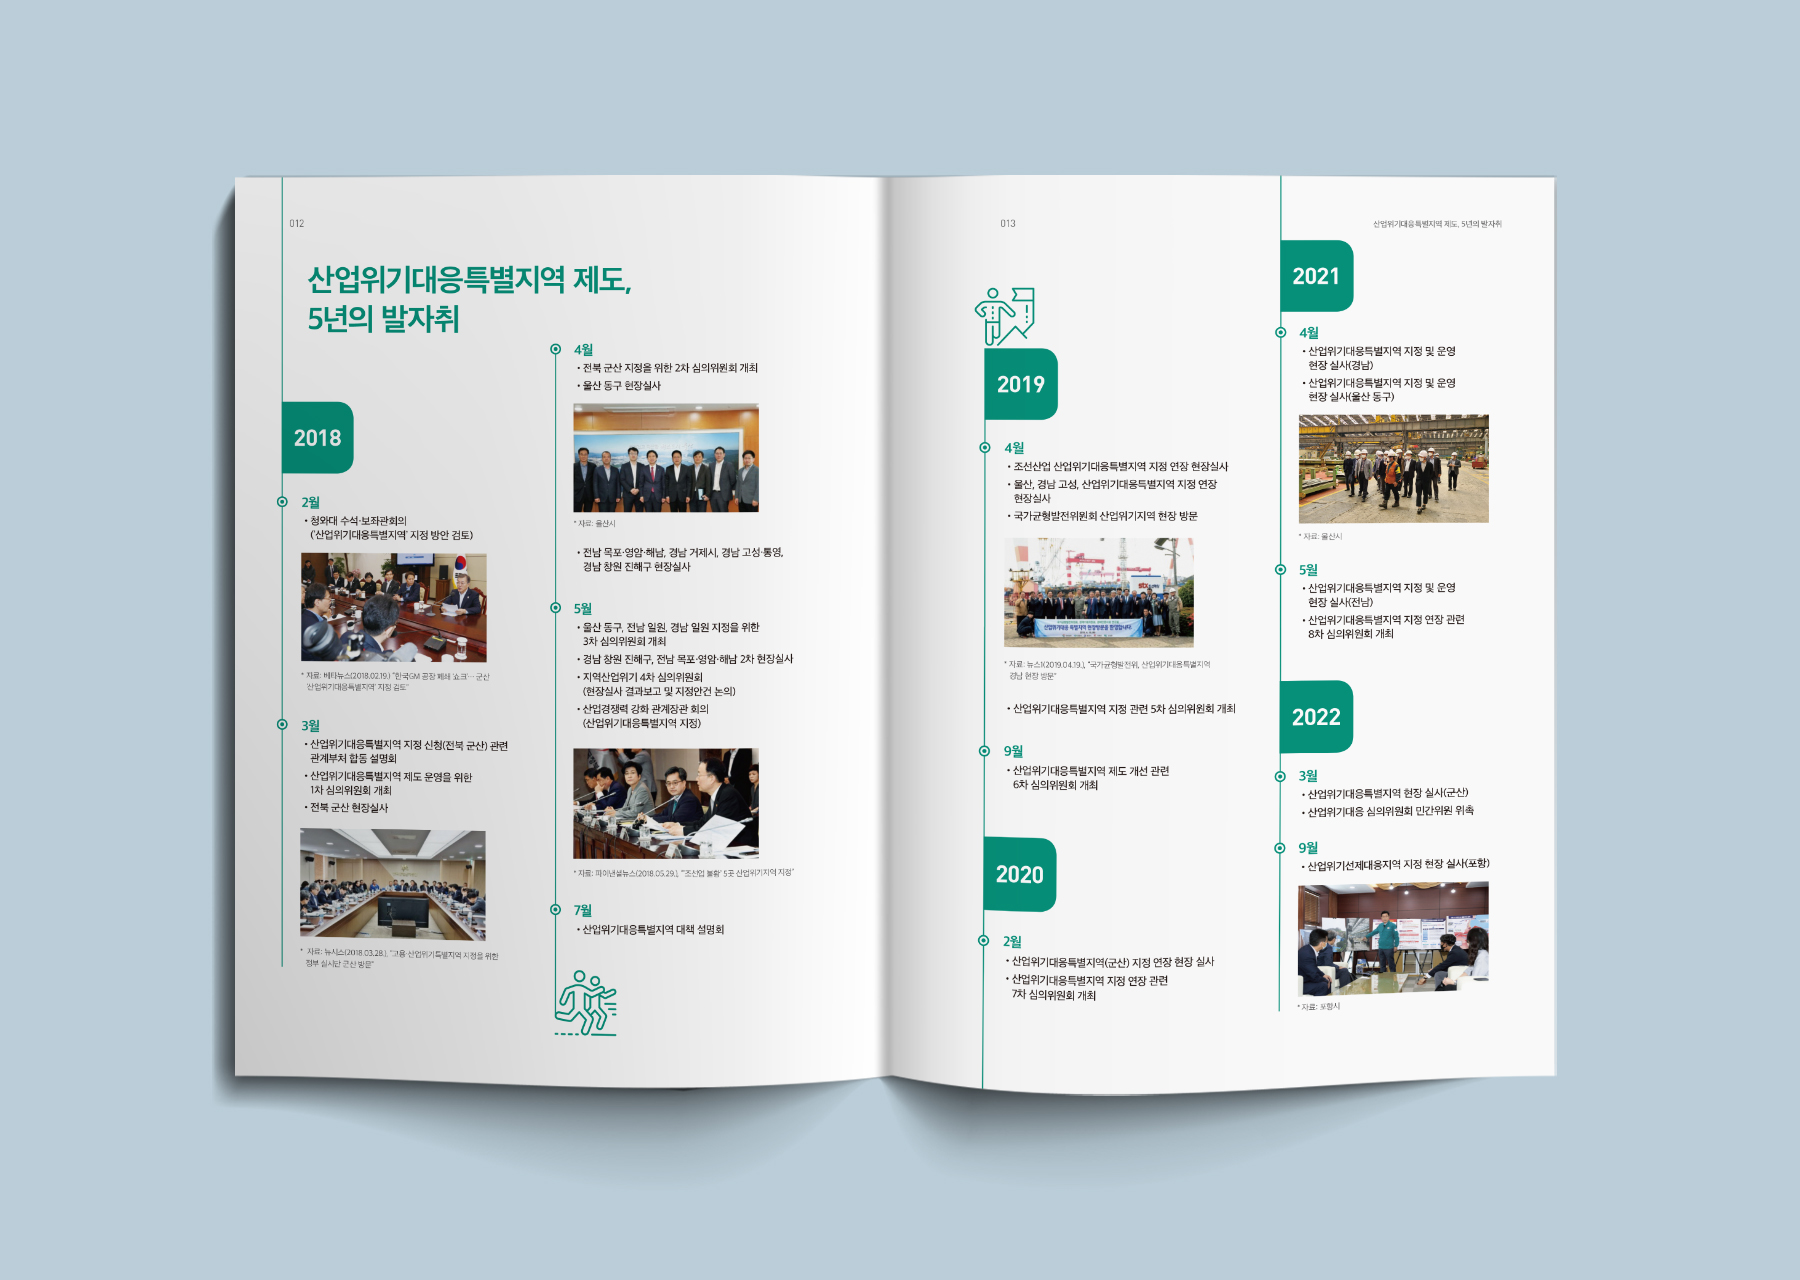 012
산업위기대응특별지역 제도,
5년의 발자취
2018
2월
• 청와대 수석·보좌관회의
('산업위기대응특별지역' 지정 방안 검토)
* 자료: 베타뉴스(2018.02.19.) "한국GM 공장 폐쇄 '쇼크'… 군산
'산업위기대응특별지역' 지정 검토"
3월
• 산업위기대응특별지역 지정 신청(전북 군산) 관련
관계부처 합동 설명회
• 산업위기대응특별지역 제도 운영을 위한
1차 심의위원회 개최
• 전북 군산 현장실사
* 자료: 뉴시스(2018.03.28.), "고용·산업위기특별지역 지정을 위한
정부 실사단 군산 방문"
4월
• 전북 군산 지정을 위한 2차 심의위원회 개최
• 울산 동구 현장실사
* 자료: 울산시
• 전남 목포·영암·해남, 경남 거제시, 경남 고성·통영,
경남 창원 진해구 현장실사
5월
• 울산 동구, 전남 일원, 경남 일원 지정을 위한
3차 심의위원회 개최
• 경남 창원 진해구, 전남 목포·영암·해남 2차 현장실사
• 지역산업위기 4차 심의위원회
(현장실사 결과보고 및 지정안건 논의)
• 산업경쟁력 강화 관계장관 회의
(산업위기대응특별지역 지정)
* 자료: 파이낸셜뉴스(2018.05.29.), "'조선업 불황' 5곳 산업위기지역 지정"
7월
• 산업위기대응특별지역 대책 설명회
013
산업위기대응특별지역 제도, 5년의 발자취
2019
4월
• 조선산업 산업위기대응특별지역 지정 연장 현장실사
• 울산, 경남 고성, 산업위기대응특별지역 지정 연장
현장실사
• 국가균형발전위원회 산업위기지역 현장 방문
stx
산업위기대응 특별지역 현장방문을 환영합니다
* 자료: 뉴스1(2019.04.19.), "국가균형발전위, 산업위기대응특별지역
경남 현장 방문"
• 산업위기대응특별지역 지정 관련 5차 심의위원회 개최
9월
• 산업위기대응특별지역 제도 개선 관련
6차 심의위원회 개최
2020
2월
• 산업위기대응특별지역(군산) 지정 연장 현장 실사
• 산업위기대응특별지역 지정 연장 관련
7차 심의위원회 개최
2021
4월
• 산업위기대응특별지역 지정 및 운영
현장 실사(경남)
• 산업위기대응특별지역 지정 및 운영
현장 실사(울산 동구)
* 자료: 울산시
5월
• 산업위기대응특별지역 지정 및 운영
현장 실사(전남)
• 산업위기대응특별지역 지정 연장 관련
8차 심의위원회 개최
2022
3월
• 산업위기대응특별지역 현장 실사(군산)
• 산업위기대응 심의위원회 민간위원 위촉
9월
• 산업위기선제대응지역 지정 현장 실사(포항)
* 자료: 포항시